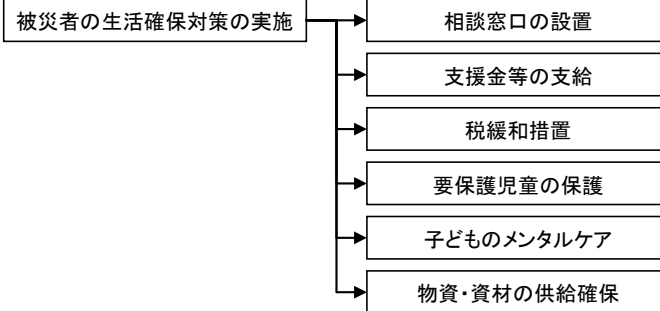 被災者の生活確保対策の実施
相談窓口の設置
支援金等の支給
税緩和措置
要保護児童の保護
子どものメンタルケア
物資・資材の供給確保